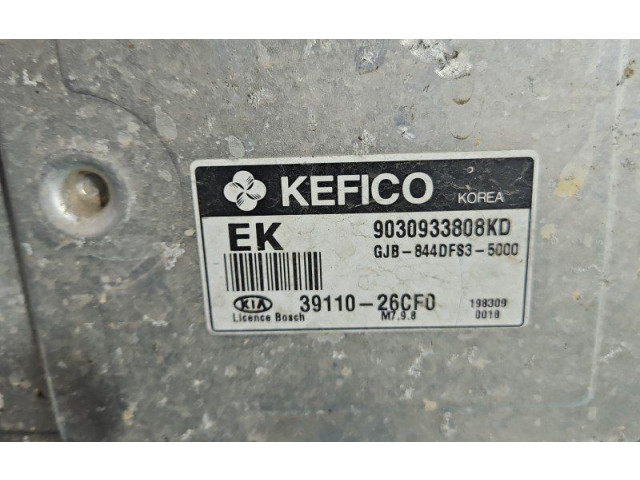 KEFICO KOREA
EK 9030933808KD
GJB-844DFS3-5000
KIA 39110-26CF0 198309
Licence Bosch M7.9.8 0018